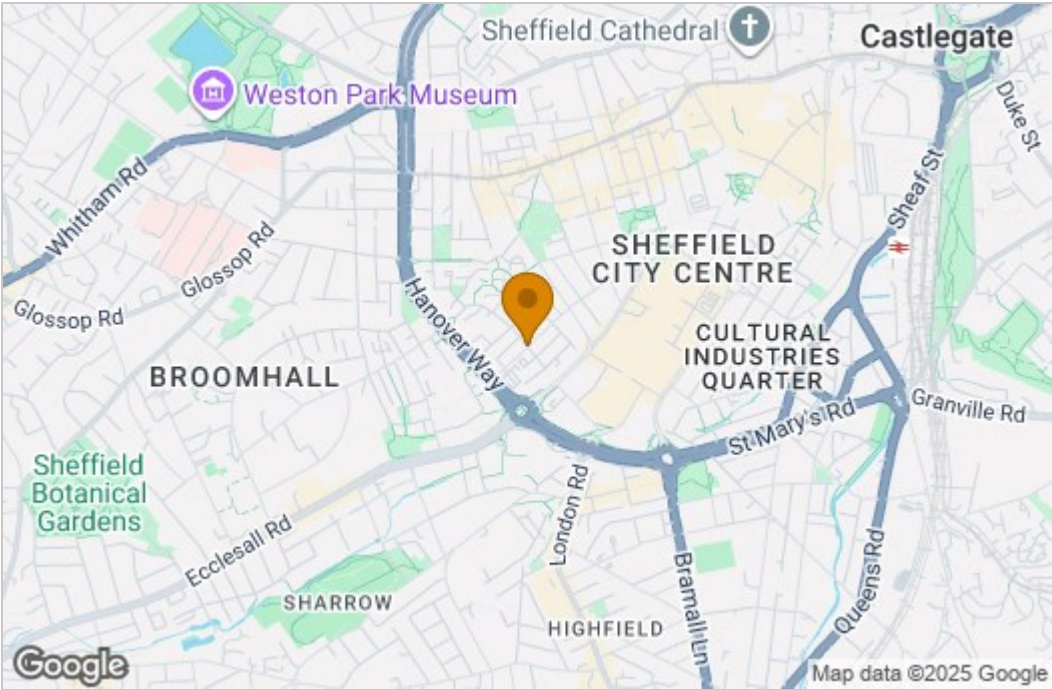 Sheffield Cathedral
Castlegate
Weston Park Museum
Duke St
Whitham Rd
Sheaf St
Glossop Rd
SHEFFIELD
CITY CENTRE
Glossop Rd
Hanover Way
CULTURAL
INDUSTRIES
QUARTER
BROOMHALL
Granville Rd
St Mary's Rd
Sheffield
Botanical
Gardens
London Rd
Ecclesall Rd
Bramall Ln
Queens Rd
SHARROW
HIGHFIELD
Google
Map data ©2025 Google